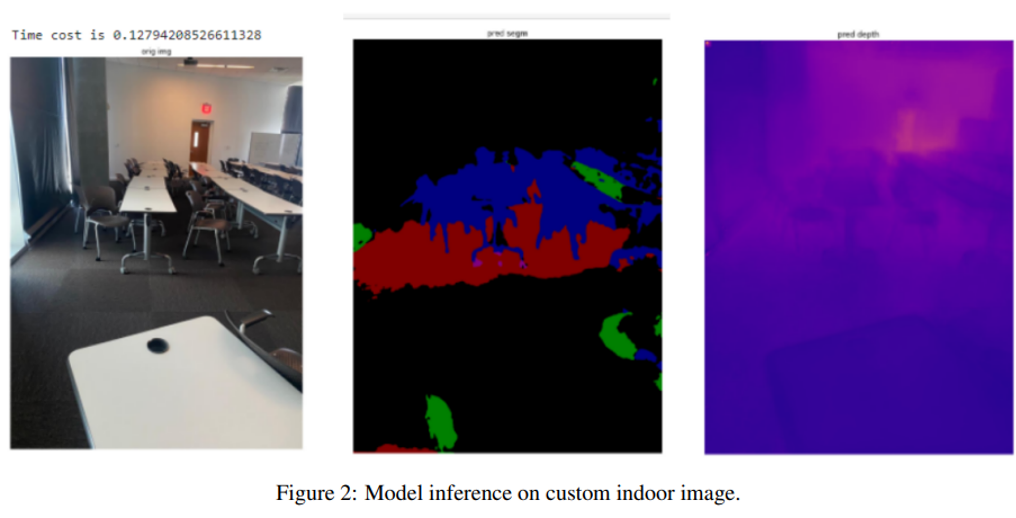 Time cost is 0.12794208526611328
orig img
pred segm
pred depth
Figure 2: Model inference on custom indoor image.